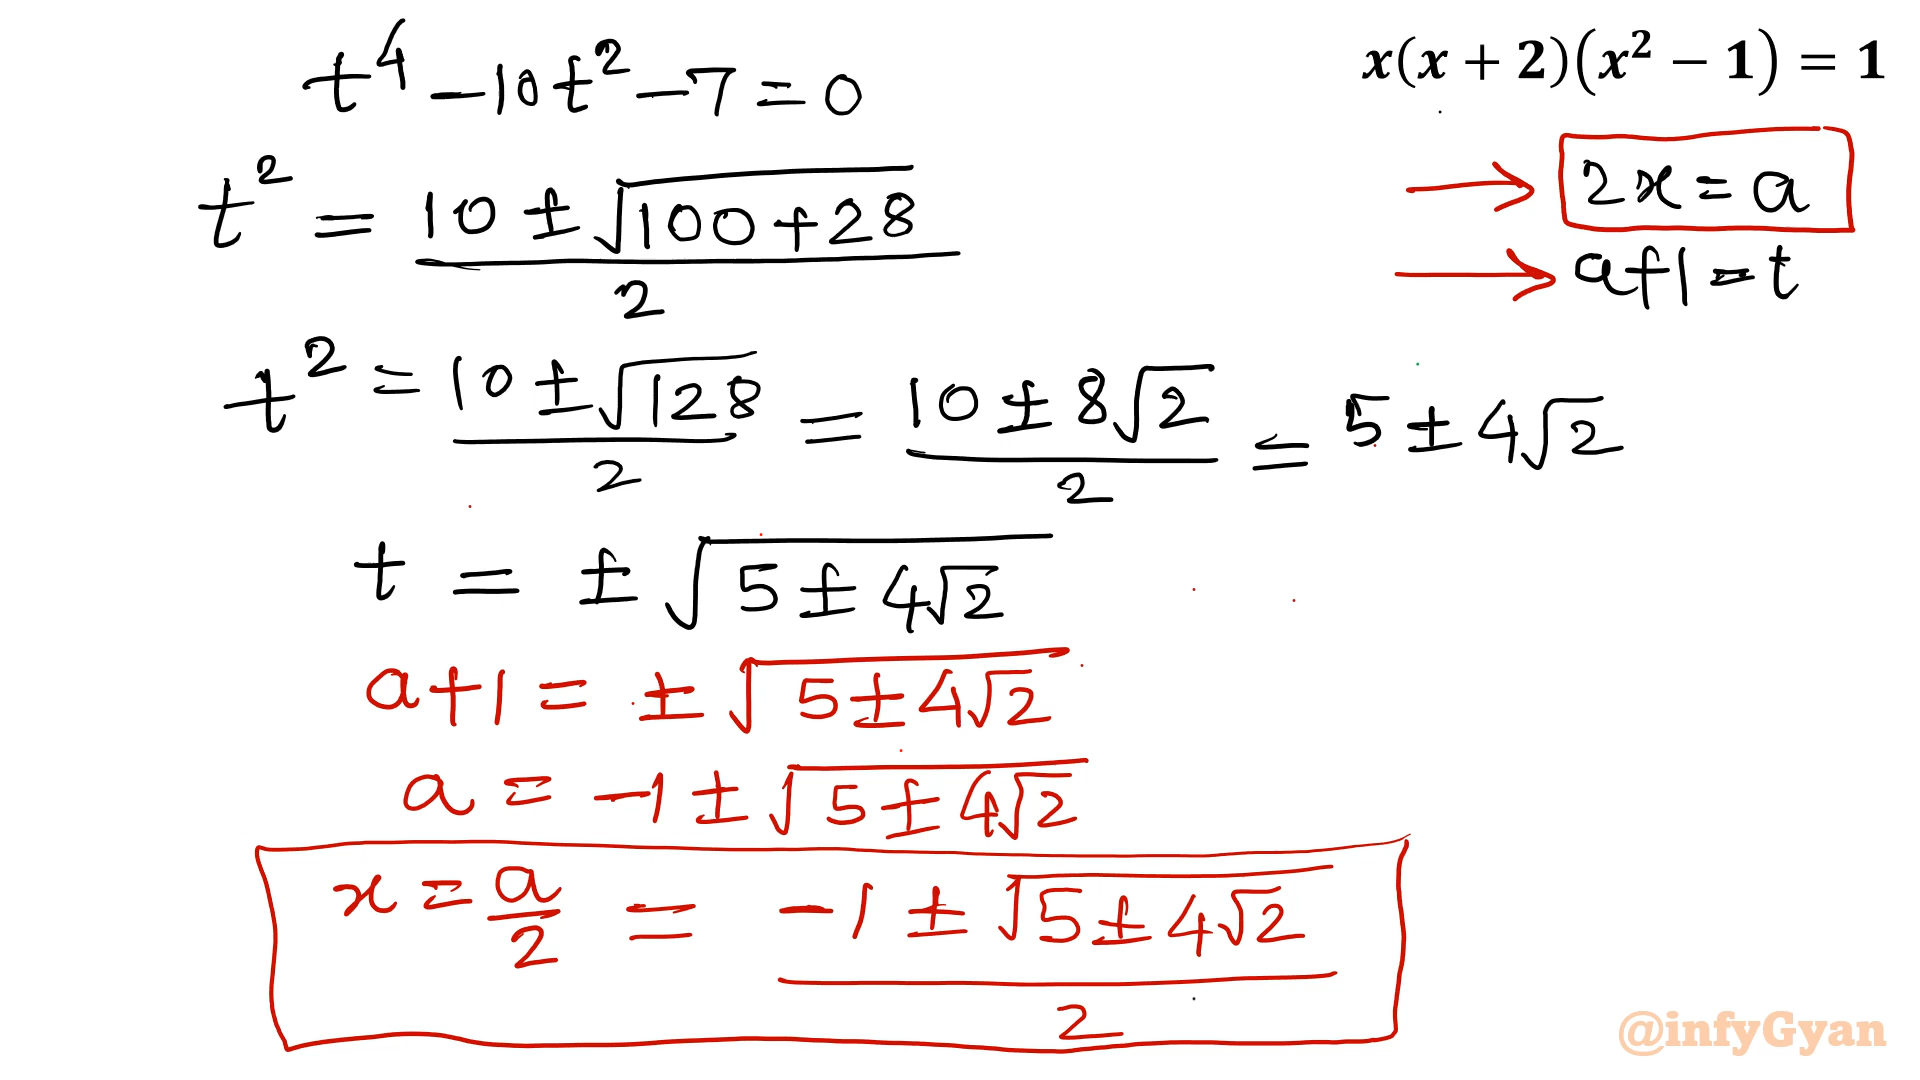 x(x + 2)(x² − 1) = 1
2x = a
a+1 = t
t⁴ − 10t² − 7 = 0
t² = (10 ± √(100+28))/2
t² = (10 ± √128)/2 = (10 ± 8√2)/2 = 5 ± 4√2
t = ± √(5 ± 4√2)
a+1 = ± √(5 ± 4√2)
a = −1 ± √(5 ± 4√2)
x = a/2 = (−1 ± √(5 ± 4√2))/2
@infyGyan